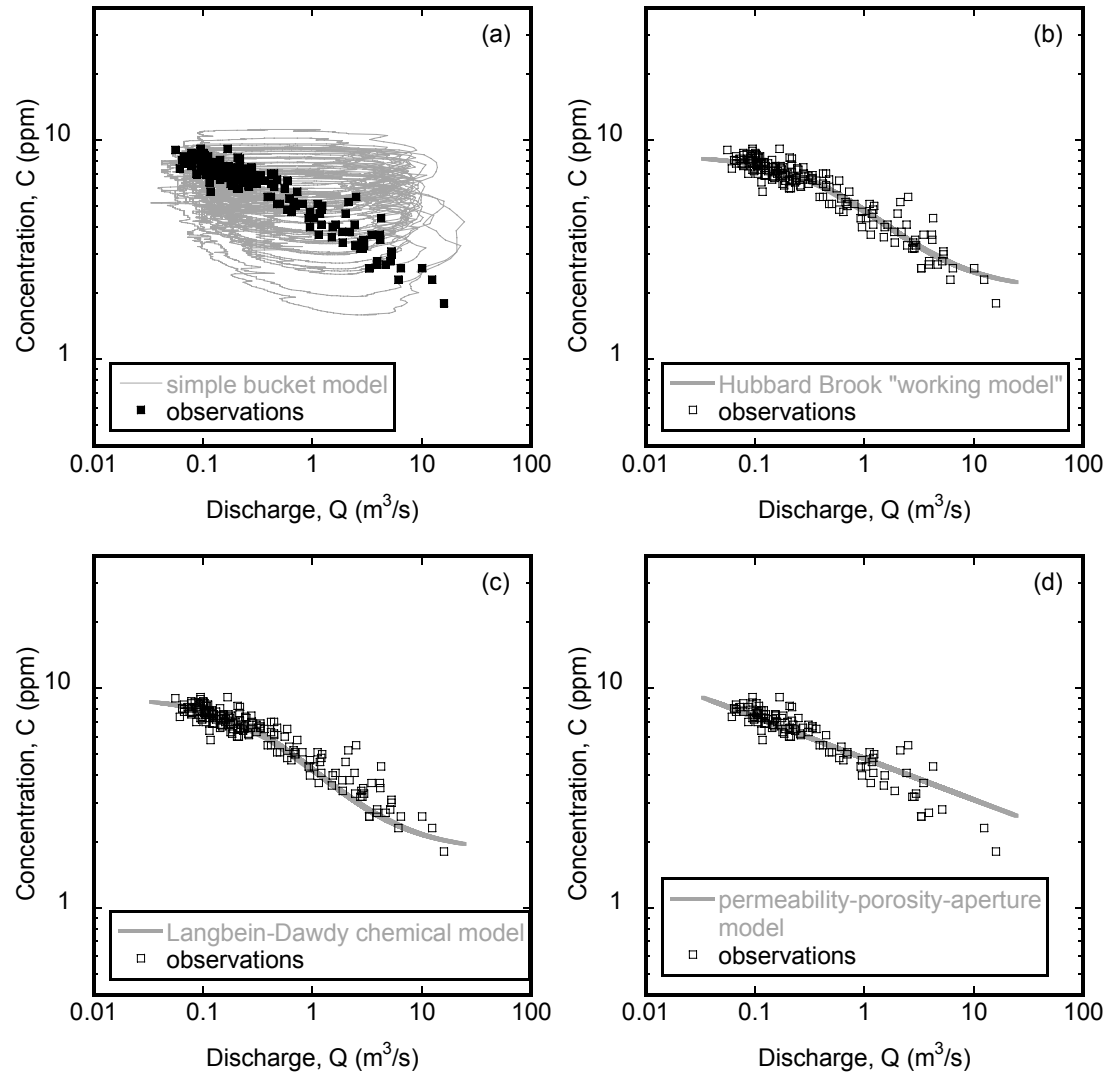 (a)
Concentration, C (ppm)
10
1
simple bucket model
observations
0.01 0.1 1 10 100
Discharge, Q (m³/s)
(b)
Concentration, C (ppm)
10
1
Hubbard Brook "working model"
observations
0.01 0.1 1 10 100
Discharge, Q (m³/s)
(c)
Concentration, C (ppm)
10
1
Langbein-Dawdy chemical model
observations
0.01 0.1 1 10 100
Discharge, Q (m³/s)
(d)
Concentration, C (ppm)
10
1
permeability-porosity-aperture
model
observations
0.01 0.1 1 10 100
Discharge, Q (m³/s)